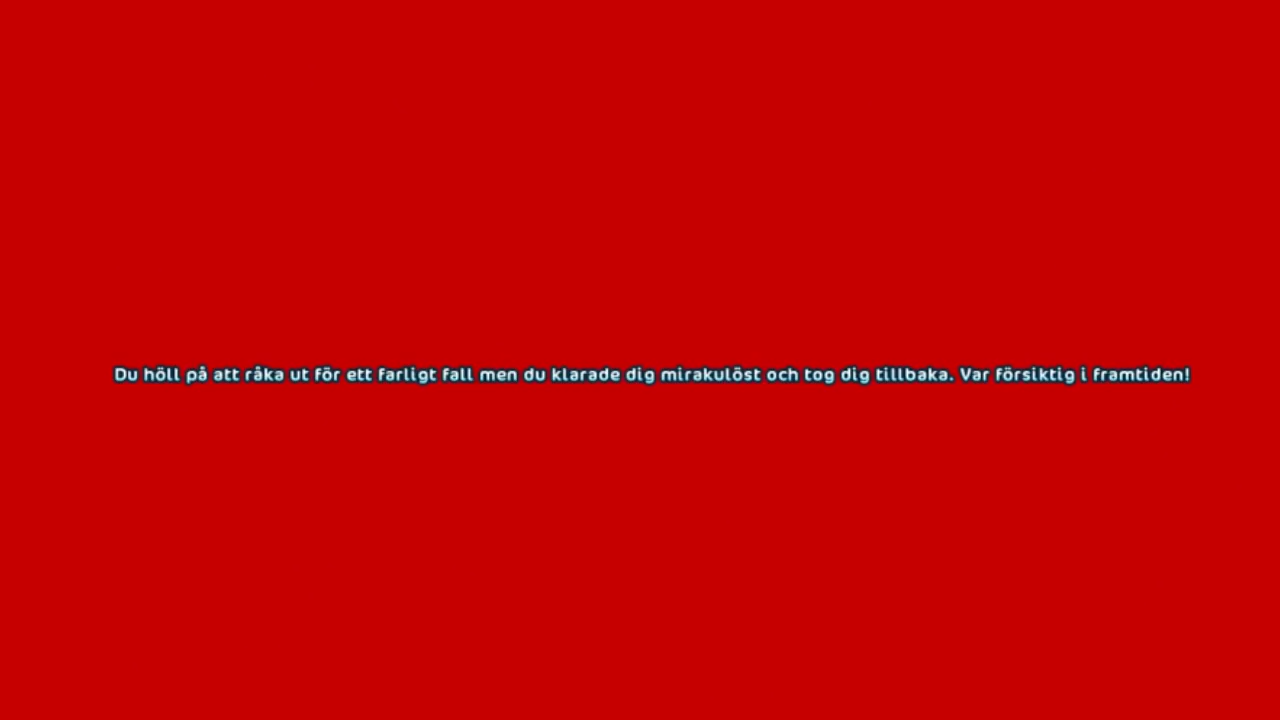 Du höll på att råka ut för ett farligt fall men du klarade dig mirakulöst och tog dig tillbaka. Var försiktig i framtiden!